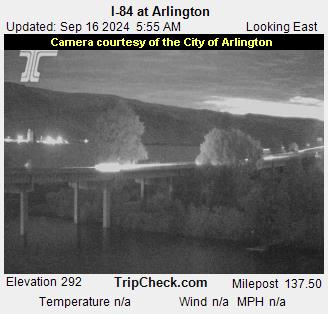 I-84 at Arlington
Updated: Sep 16 2024 5:55 AM Looking East
Camera courtesy of the City of Arlington
Elevation 292 TripCheck.com Milepost 137.50
Temperature n/a Wind n/a MPH n/a